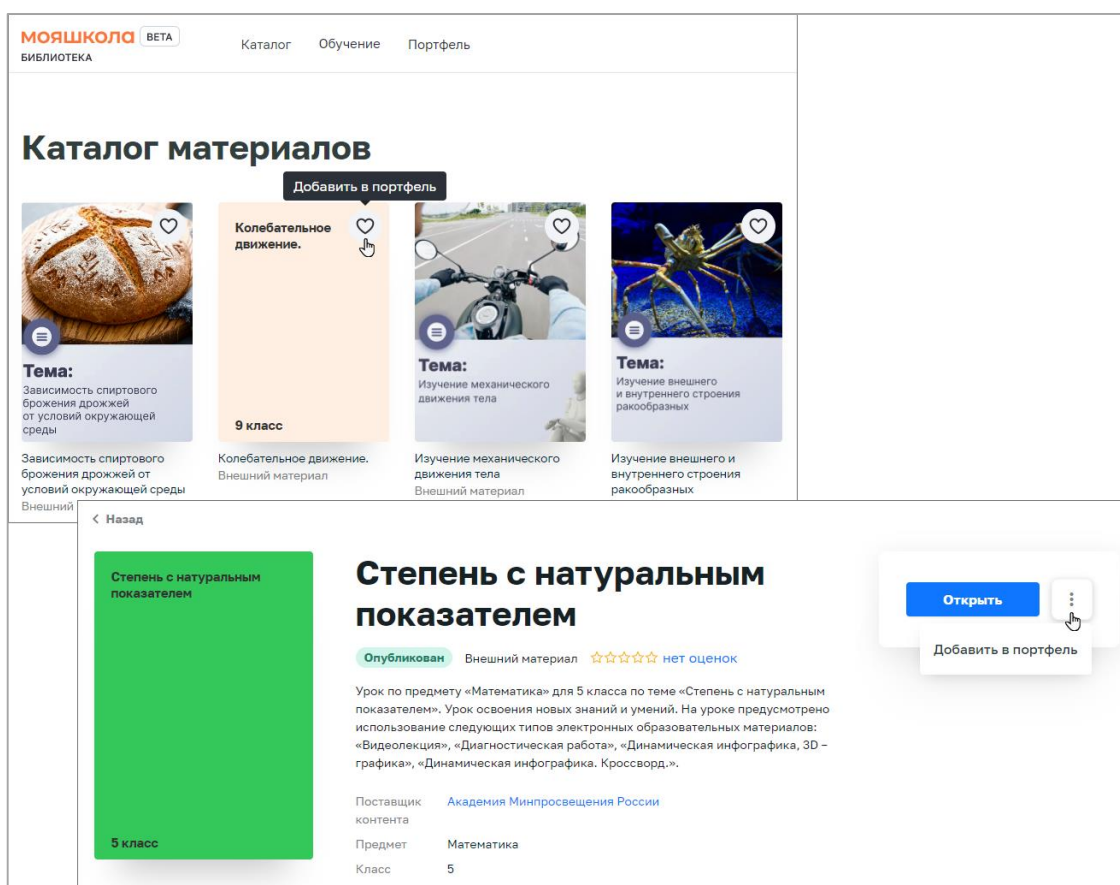 мояшкола BETA
БИБЛИОТЕКА
Каталог Обучение Портфель
Каталог материалов
Добавить в портфель
Колебательное
движение.
9 класс
Тема:
Зависимость спиртового
брожения дрожжей
от условий окружающей
среды
Тема:
Изучение механического
движения тела
Тема:
Изучение внешнего
и внутреннего строения
ракообразных
Зависимость спиртового
брожения дрожжей от
условий окружающей среды
Внешний
Колебательное движение.
Внешний материал
Изучение механического
движения тела
Внешний материал
Изучение внешнего и
внутреннего строения
ракообразных
Назад
Степень с натуральным
показателем
5 класс
Степень с натуральным
показателем
Опубликован Внешний материал нет оценок
Урок по предмету «Математика» для 5 класса по теме «Степень с натуральным
показателем». Урок освоения новых знаний и умений. На уроке предусмотрено
использование следующих типов электронных образовательных материалов:
«Видеолекция», «Диагностическая работа», «Динамическая инфографика, 3D –
графика», «Динамическая инфографика. Кроссворд.».
Поставщик Академия Минпросвещения России
контента
Предмет Математика
Класс 5
Открыть
Добавить в портфель